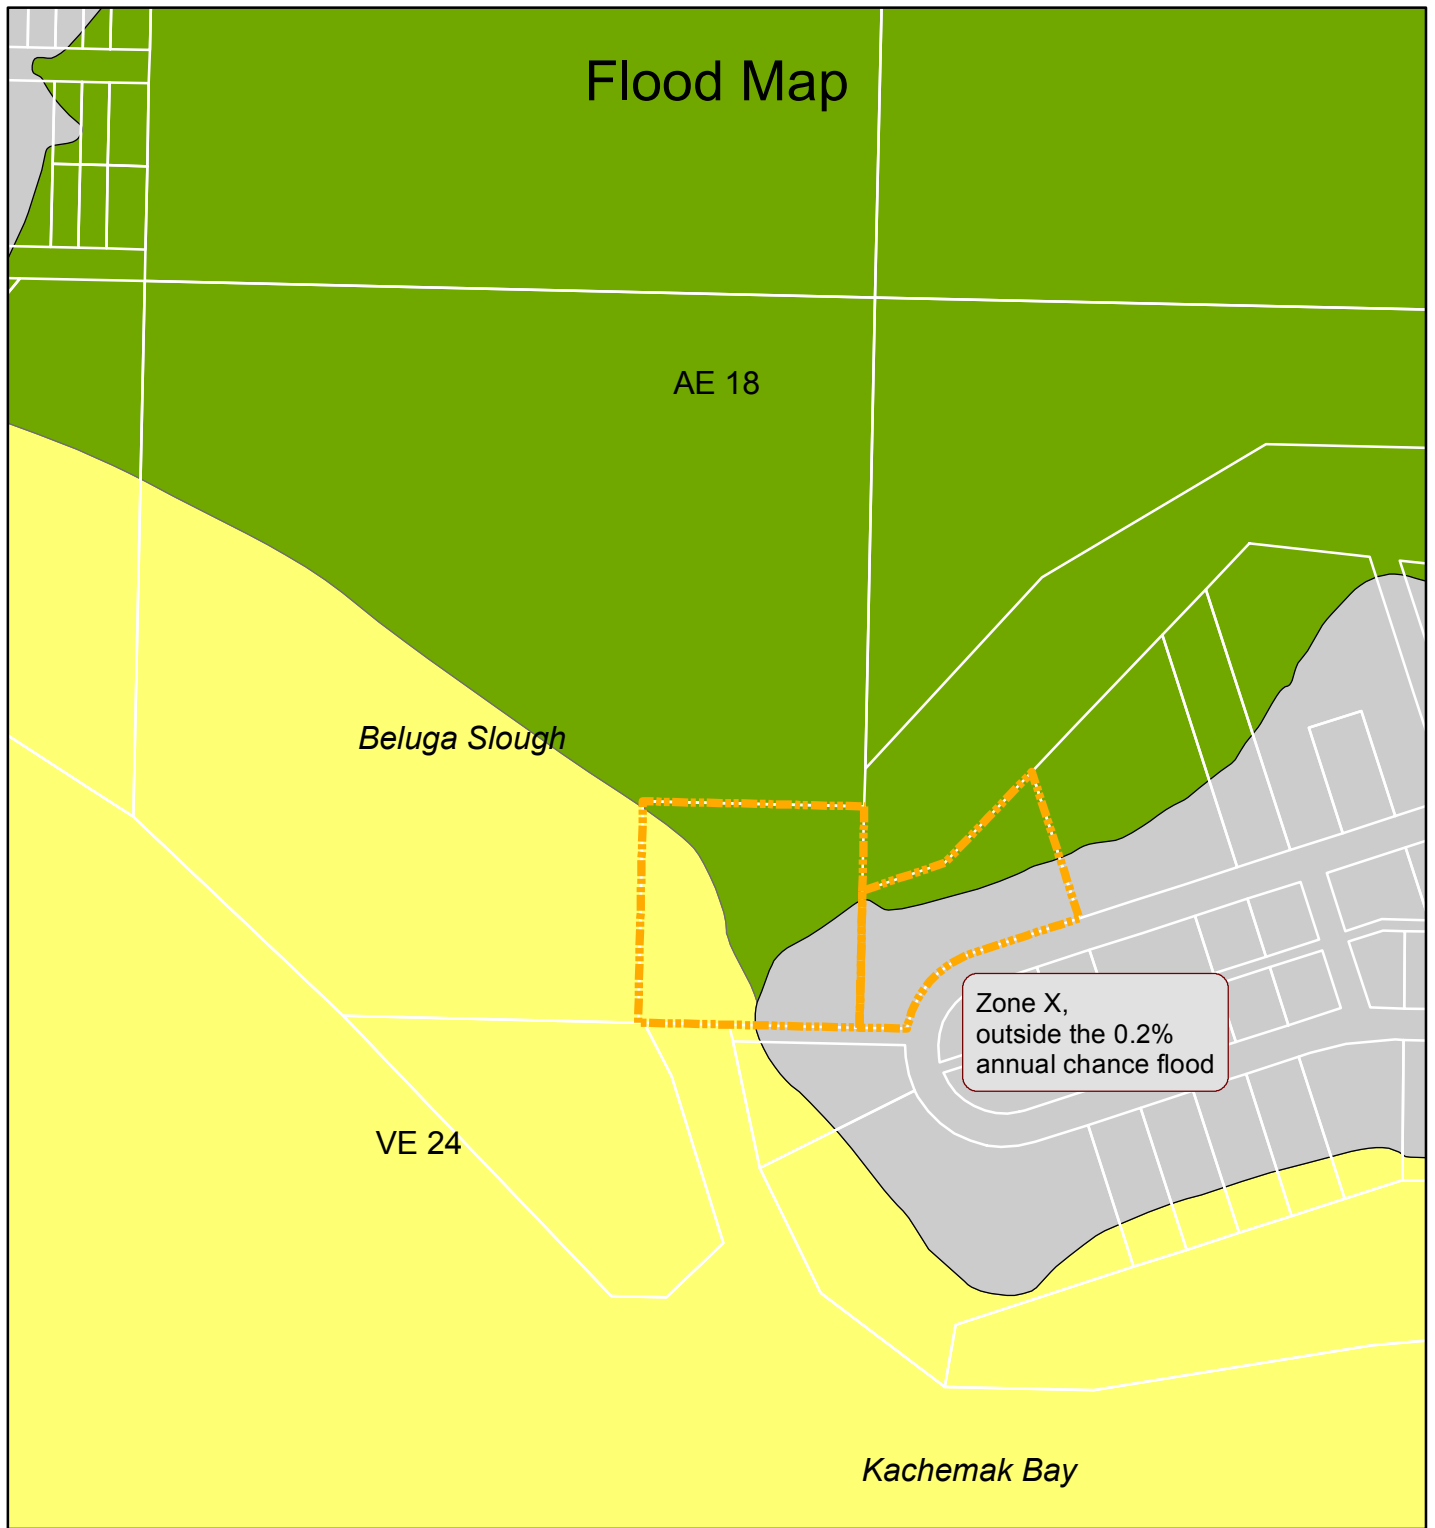 Flood Map
AE 18
Beluga Slough
Zone X,
outside the 0.2%
annual chance flood
VE 24
Kachemak Bay